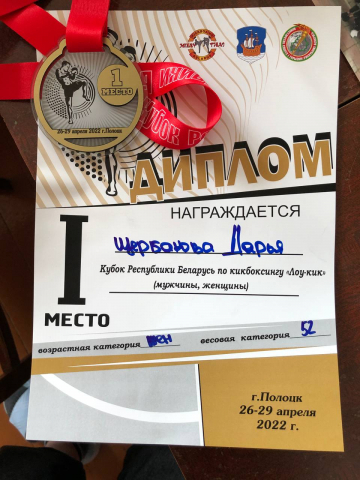 1
МЕСТО
26-29 апреля 2022 г.Полоцк
ДИПЛОМ
НАГРАЖДАЕТСЯ
Щербакова Дарья
Кубок Республики Беларусь по кикбоксингу «Лоу-кик»
(мужчины, женщины)
I
МЕСТО
возрастная категория жен весовая категория 52
г.Полоцк
26-29 апреля
2022 г.